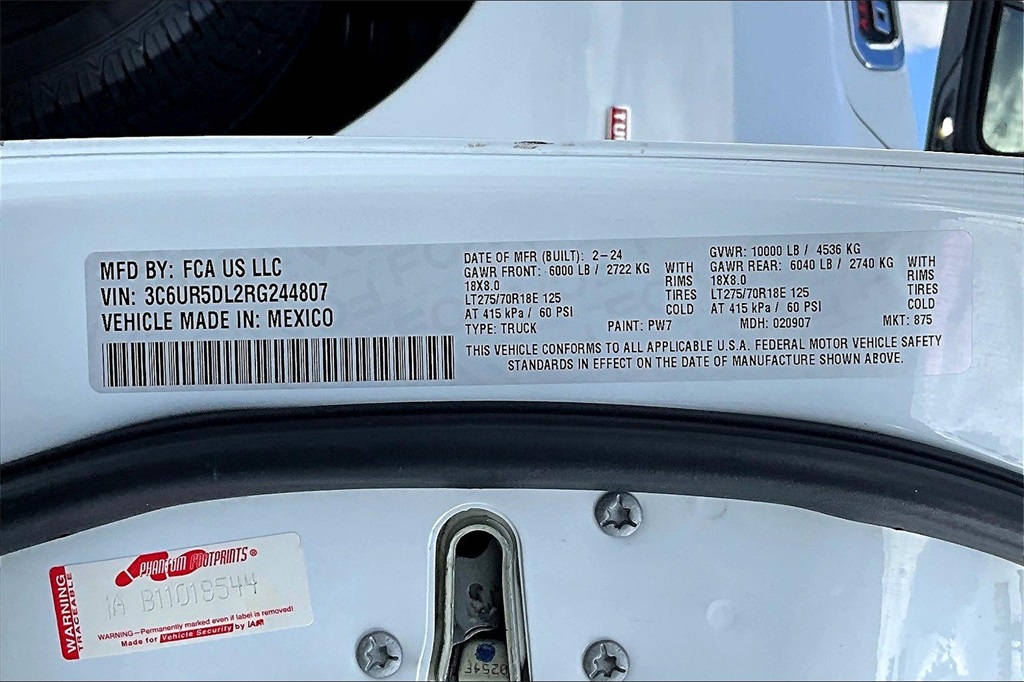 TU
MFD BY: FCA US LLC
VIN: 3C6UR5DL2RG244807
VEHICLE MADE IN: MEXICO
DATE OF MFR (BUILT): 2-24
GAWR FRONT: 6000 LB / 2722 KG
18X8.0
LT275/70R18E 125
AT 415 kPa / 60 PSI
WITH
RIMS
TIRES
COLD
GVWR: 10000 LB / 4536 KG
GAWR REAR: 6040 LB / 2740 KG
18X8.0
LT275/70R18E 125
AT 415 kPa / 60 PSI
WITH
RIMS
TIRES
COLD
TYPE: TRUCK PAINT: PW7 MDH: 020907 MKT: 875
THIS VEHICLE CONFORMS TO ALL APPLICABLE U.S.A. FEDERAL MOTOR VEHICLE SAFETY
STANDARDS IN EFFECT ON THE DATE OF MANUFACTURE SHOWN ABOVE.
WARNING
TRACEABLE
PHANTOM FOOTPRINTS®
iA B11018544
WARNING-Permanently marked even if label is removed!
Made for Vehicle Security by IAS